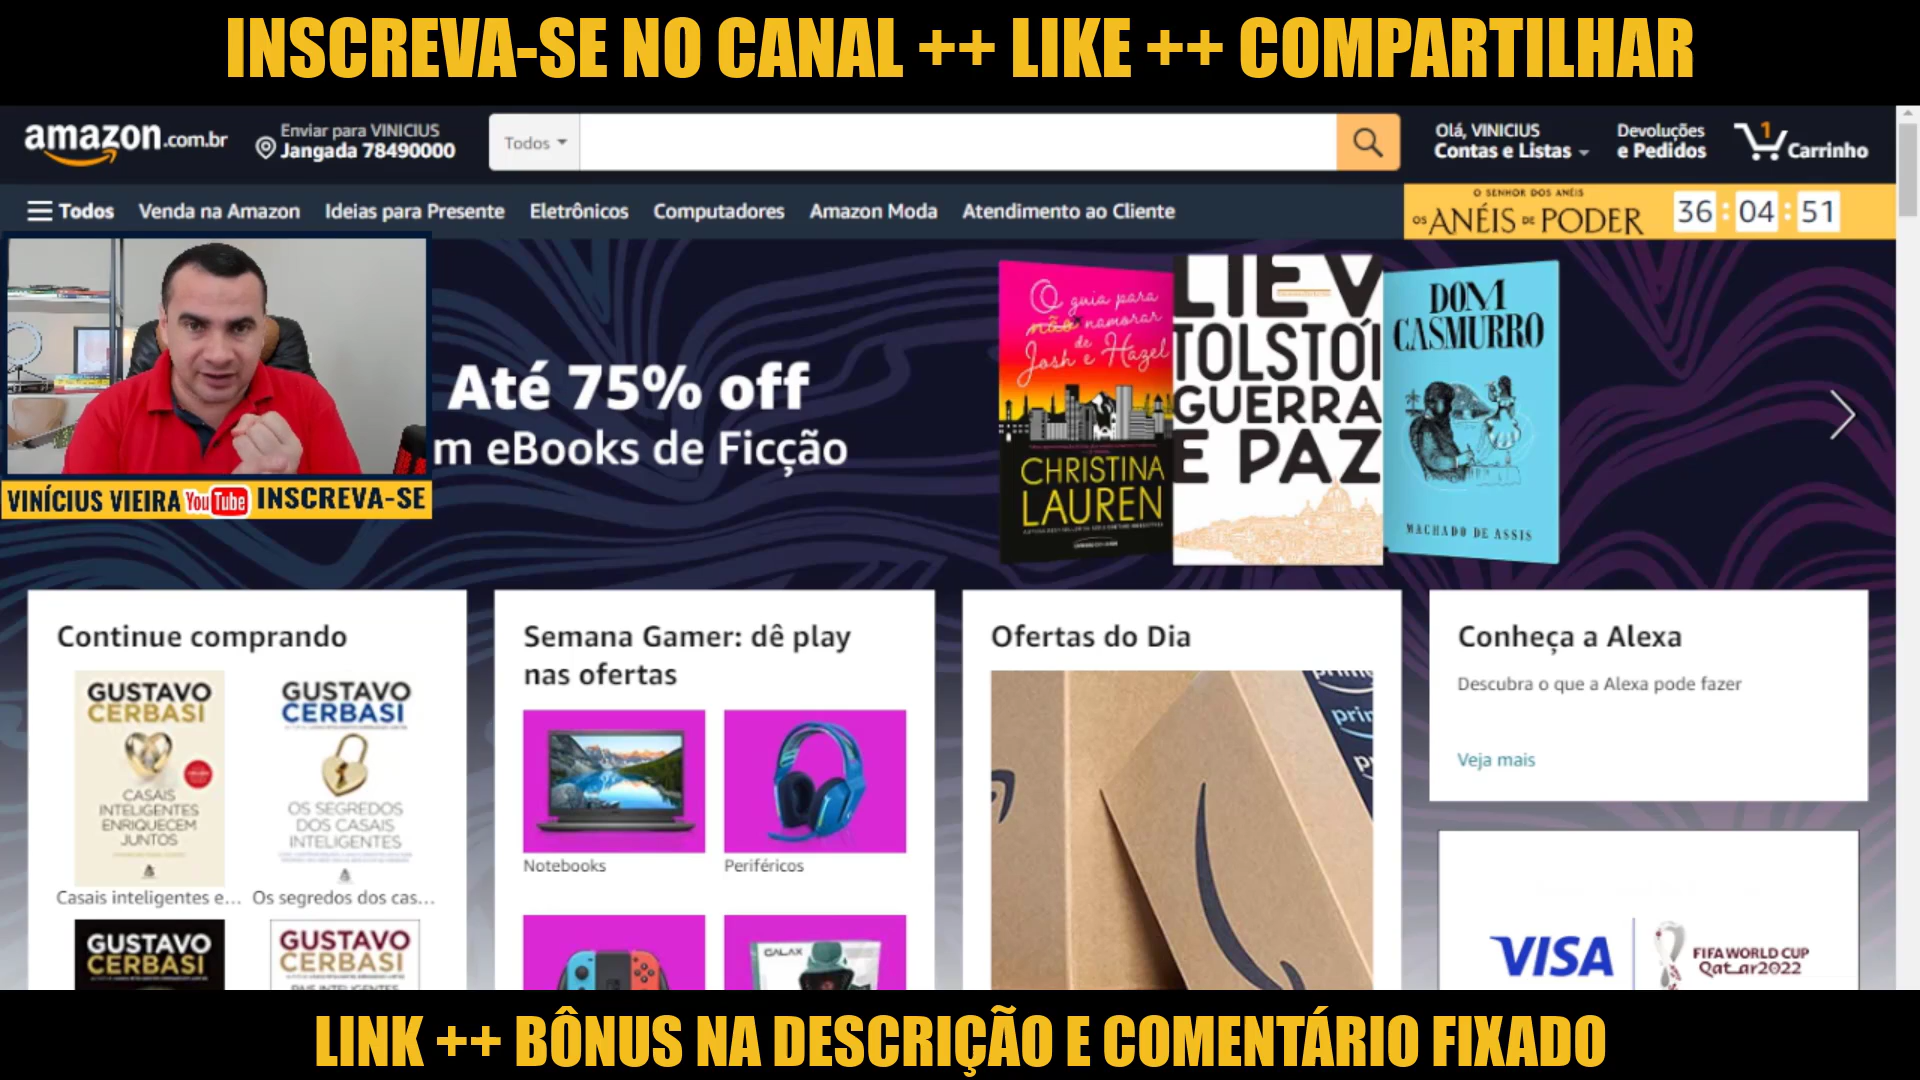 INSCREVA-SE NO CANAL ++ LIKE ++ COMPARTILHAR
amazon.com.br
Enviar para VINICIUS
Jangada 78490000
Todos
Olá, VINICIUS
Contas e Listas
Devoluções
e Pedidos
1
Carrinho
Todos
Venda na Amazon
Ideias para Presente
Eletrônicos
Computadores
Amazon Moda
Atendimento ao Cliente
O SENHOR DOS ANÉIS
OS ANÉIS DE PODER
36 : 04 : 51
Até 75% off
m eBooks de Ficção
O guia para
não namorar
de
Josh e Hazel
CHRISTINA
LAUREN
LIEV
TOLSTÓI
GUERRA
E PAZ
DOM
CASMURRO
MACHADO DE ASSIS
VINÍCIUS VIEIRA YouTube INSCREVA-SE
Continue comprando
GUSTAVO
CERBASI
CASAIS
INTELIGENTES
ENRIQUECEM
JUNTOS
Casais inteligentes e...
GUSTAVO
CERBASI
OS SEGREDOS
DOS CASAIS
INTELIGENTES
Os segredos dos cas...
GUSTAVO
CERBASI
GUSTAVO
CERBASI
Semana Gamer: dê play
nas ofertas
Notebooks
Periféricos
GALAX
Ofertas do Dia
prime
Conheça a Alexa
Descubra o que a Alexa pode fazer
Veja mais
VISA
FIFA WORLD CUP
Qatar2022
LINK ++ BÔNUS NA DESCRIÇÃO E COMENTÁRIO FIXADO